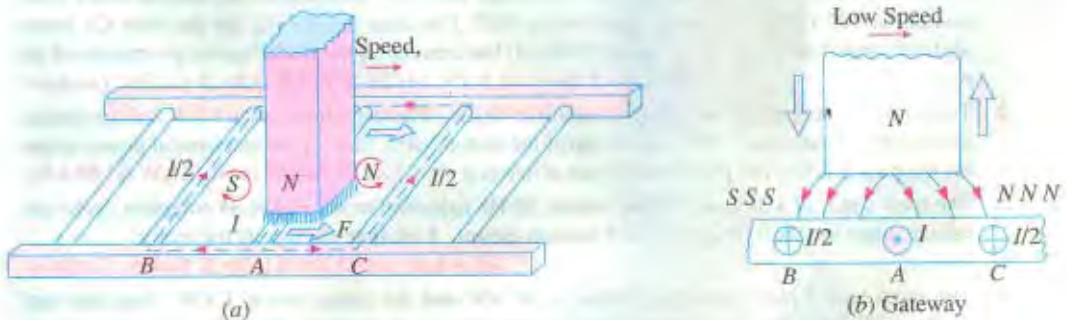 Speed,
I/2
S
N
N
I/2
I
F
B
A
C
(a)
Low Speed
N
S S S
N N N
I/2
I
I/2
B
A
C
(b) Gateway